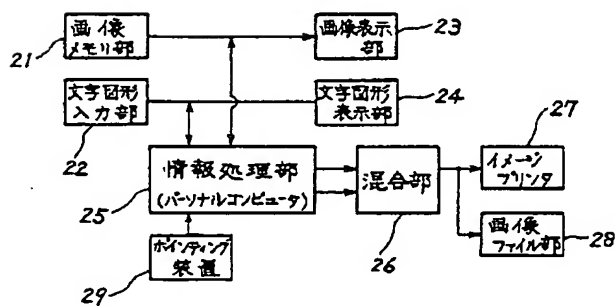 画像
メモリ部
21
画像表示
部
23
文字図形
入力部
22
文字図形
表示部
24
情報処理部
(パーソナルコンピュータ)
25
混合部
26
イメージ
プリンタ
27
画像
ファイル部
28
ポインティング
装置
29